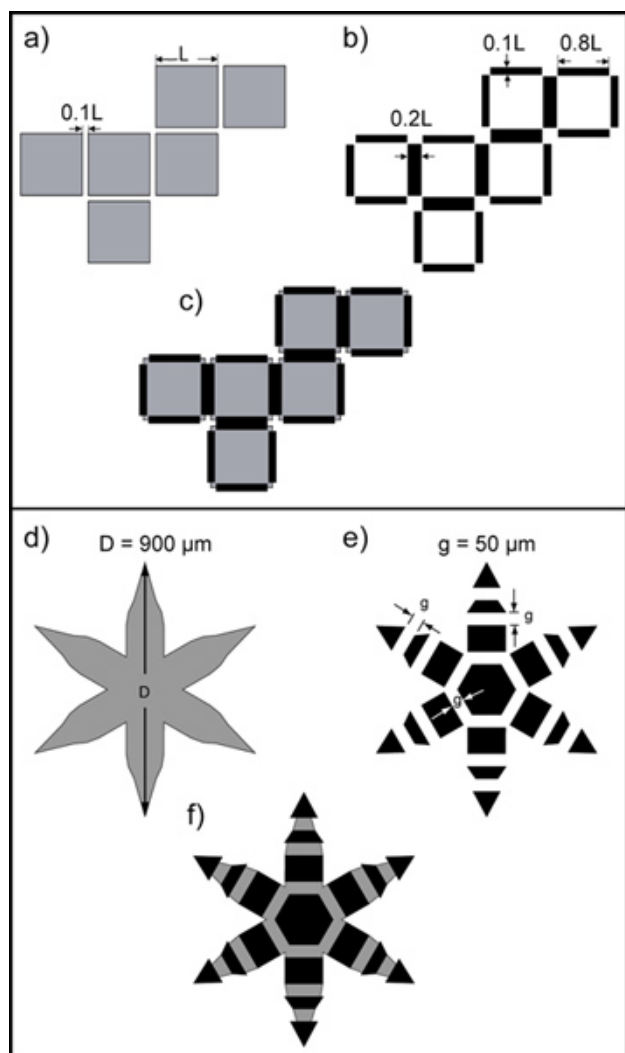 a)
L
0.1L
b)
0.1L
0.8L
0.2L
c)
d)
D = 900 µm
D
e)
g = 50 µm
g
g
g
f)